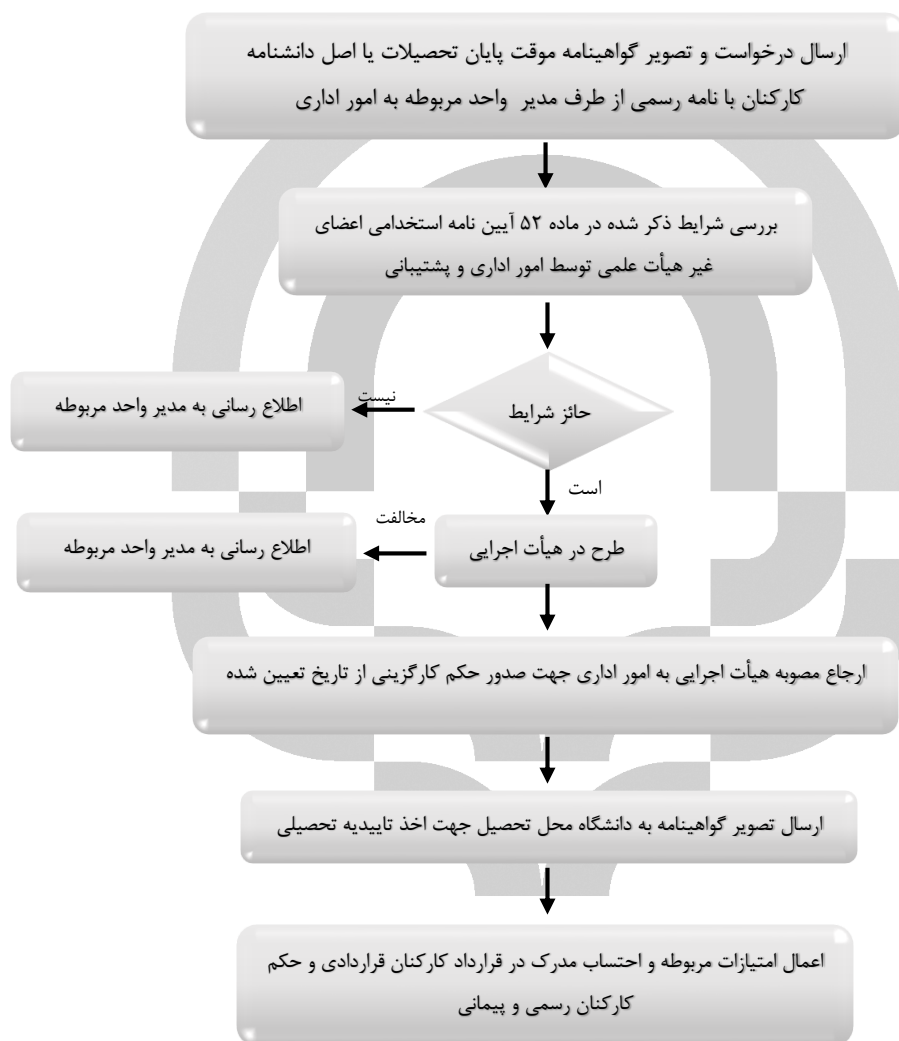 ارسال درخواست و تصویر گواهینامه موقت پایان تحصیلات یا اصل دانشنامه
کارکنان با نامه رسمی از طرف مدیر واحد مربوطه به امور اداری
بررسی شرایط ذکر شده در ماده ۵۲ آیین نامه استخدامی اعضای
غیر هیأت علمی توسط امور اداری و پشتیبانی
حائز شرایط
نیست
اطلاع رسانی به مدیر واحد مربوطه
است
طرح در هیأت اجرایی
مخالفت
اطلاع رسانی به مدیر واحد مربوطه
ارجاع مصوبه هیأت اجرایی به امور اداری جهت صدور حکم کارگزینی از تاریخ تعیین شده
ارسال تصویر گواهینامه به دانشگاه محل تحصیل جهت اخذ تاییدیه تحصیلی
اعمال امتیازات مربوطه و احتساب مدرک در قرارداد کارکنان قراردادی و حکم
کارکنان رسمی و پیمانی